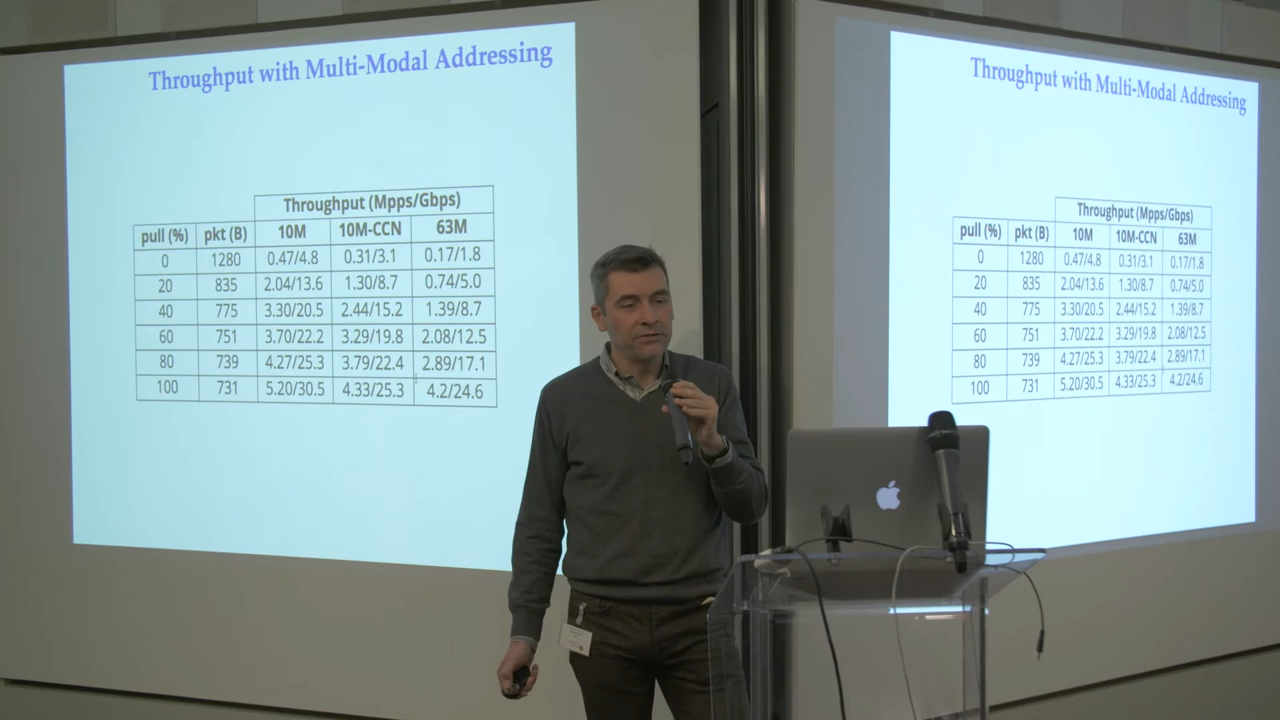 Throughput with Multi-Modal Addressing
Throughput (Mpps/Gbps)
pull (%) pkt (B) 10M 10M-CCN 63M
0 1280 0.47/4.8 0.31/3.1 0.17/1.8
20 835 2.04/13.6 1.30/8.7 0.74/5.0
40 775 3.30/20.5 2.44/15.2 1.39/8.7
60 751 3.70/22.2 3.29/19.8 2.08/12.5
80 739 4.27/25.3 3.79/22.4 2.89/17.1
100 731 5.20/30.5 4.33/25.3 4.2/24.6
Throughput with Multi-Modal Addressing
Throughput (Mpps/Gbps)
pull (%) pkt (B) 10M 10M-CCN 63M
0 1280 0.47/4.8 0.31/3.1 0.17/1.8
20 835 2.04/13.6 1.30/8.7 0.74/5.0
40 775 3.30/20.5 2.44/15.2 1.39/8.7
60 751 3.70/22.2 3.29/19.8 2.08/12.5
80 739 4.27/25.3 3.79/22.4 2.89/17.1
100 731 5.20/30.5 4.33/25.3 4.2/24.6